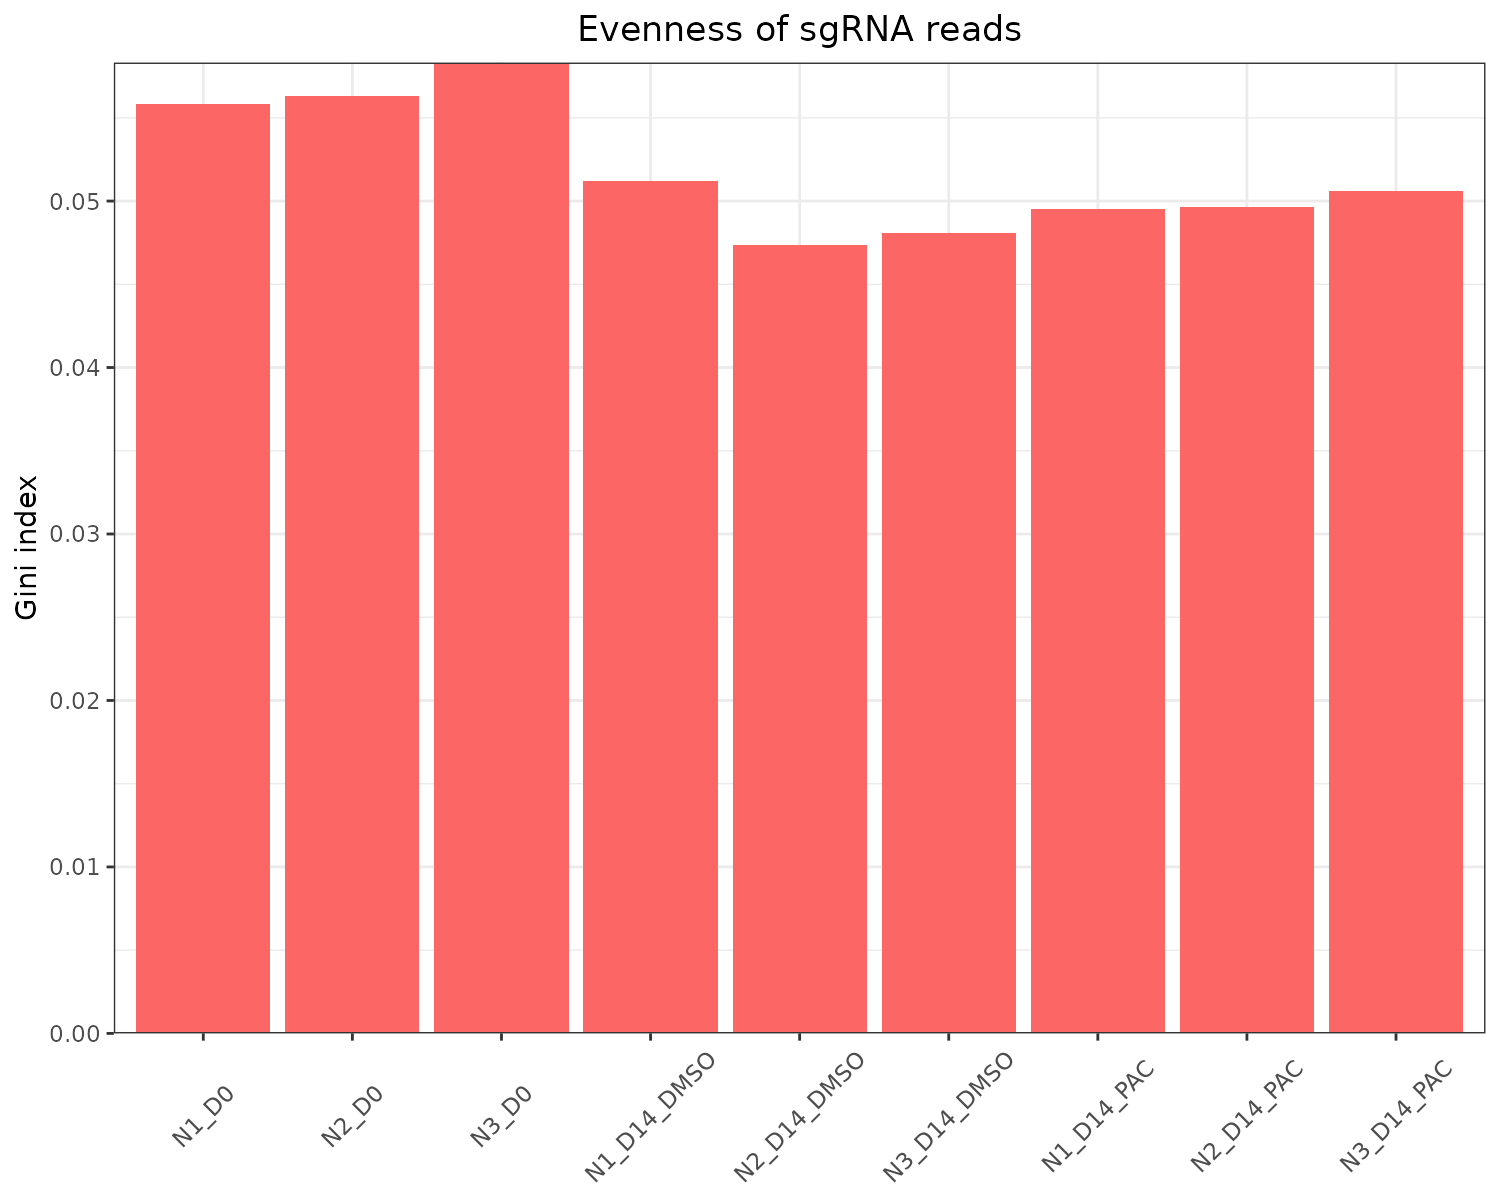 Evenness of sgRNA reads
Gini index
0.05
0.04
0.03
0.02
0.01
0.00
N1_D0
N2_D0
N3_D0
N1_D14_DMSO
N2_D14_DMSO
N3_D14_DMSO
N1_D14_PAC
N2_D14_PAC
N3_D14_PAC